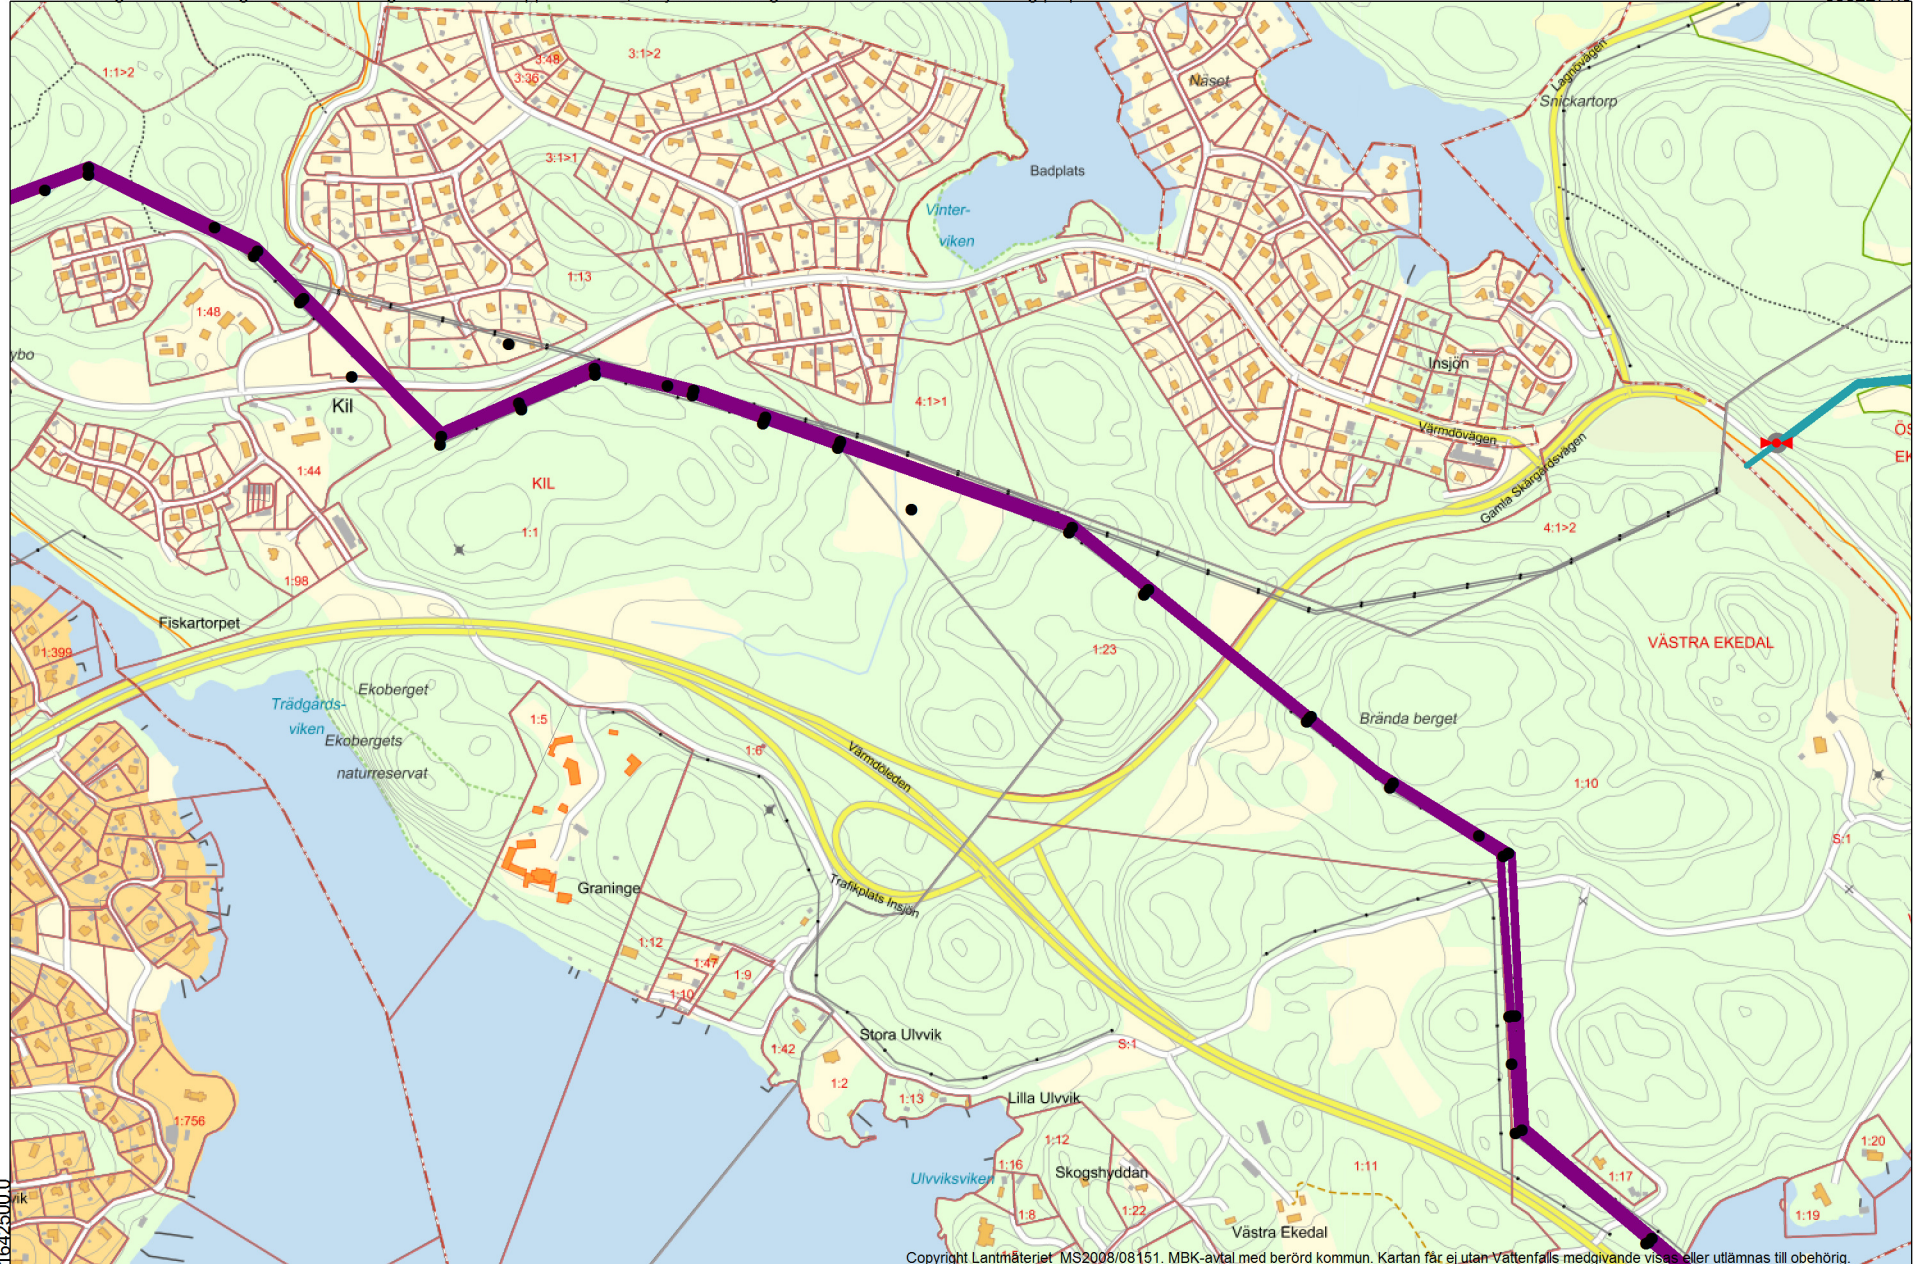 3:48
3:1>2
3:36
1:1>2
Näset
Lagnövägen
Snickartorp
3:1>1
Badplats
Vinter-
viken
1:13
1:48
Insjön
4:1>1
Kil
Värmdövägen
1:44
KIL
Gamla Skärgårdsvägen
4:1>2
1:1
1:98
Fiskartorpet
1:399
1:23
VÄSTRA EKEDAL
Ekoberget
Trädgårds-
viken
Ekobergets
naturreservat
1:5
1:6
Brända berget
Värmdöleden
1:10
S:1
Trafikplats Insjön
Graninge
1:12
1:47
1:9
1:10
Stora Ulvvik
1:42
S:1
1:2
1:13
Lilla Ulvvik
1:756
1:12
1:20
1:16
Skogshyddan
1:11
Ulvviksviken
1:17
1:8
1:22
1:19
Västra Ekedal
Copyright Lantmäteriet MS2008/08151. MBK-avtal med berörd kommun. Kartan får ej utan Vattenfalls medgivande visas eller utlämnas till obehörig.